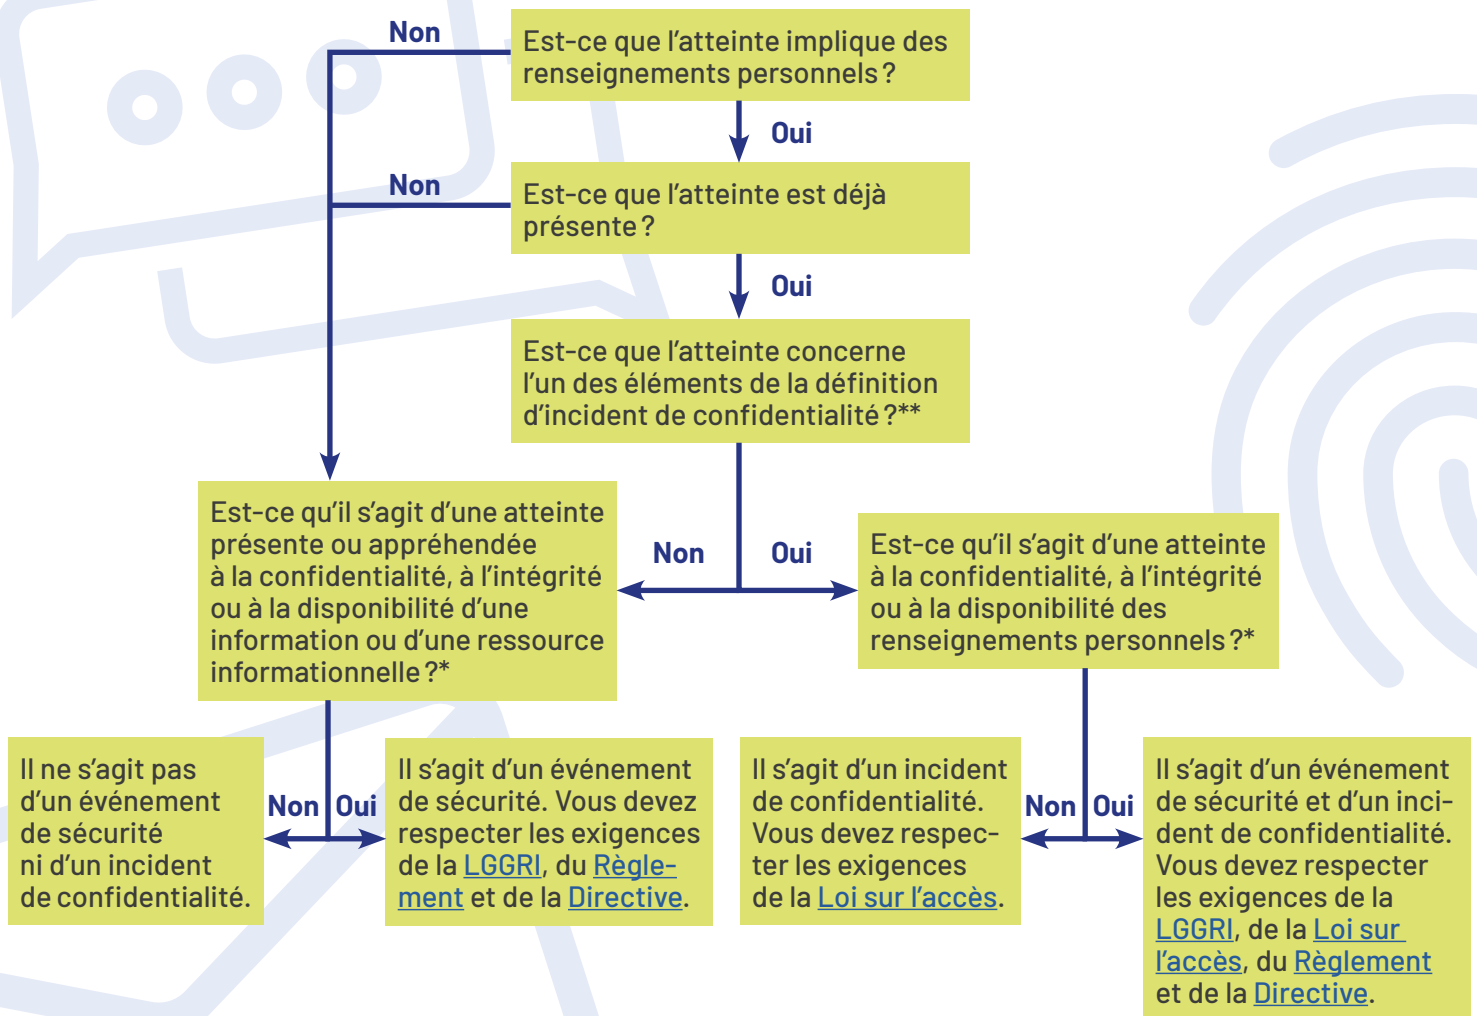 Non
Est-ce que l’atteinte implique des
renseignements personnels ?
Oui
Non
Est-ce que l’atteinte est déjà
présente ?
Oui
Est-ce que l’atteinte concerne
l’un des éléments de la définition
d’incident de confidentialité ?**
Est-ce qu’il s’agit d’une atteinte
présente ou appréhendée
à la confidentialité, à l’intégrité
ou à la disponibilité d’une
information ou d’une ressource
informationnelle ?*
Non
Oui
Est-ce qu’il s’agit d’une atteinte
à la confidentialité, à l’intégrité
ou à la disponibilité des
renseignements personnels ?*
Il ne s’agit pas
d’un événement
de sécurité
ni d’un incident
de confidentialité.
Non
Oui
Il s’agit d’un événement
de sécurité. Vous devez
respecter les exigences
de la LGGRI, du Règle-
ment et de la Directive.
Il s’agit d’un incident
de confidentialité.
Vous devez respec-
ter les exigences
de la Loi sur l’accès.
Non
Oui
Il s’agit d’un événement
de sécurité et d’un inci-
dent de confidentialité.
Vous devez respecter
les exigences de la
LGGRI, de la Loi sur
l’accès, du Règlement
et de la Directive.